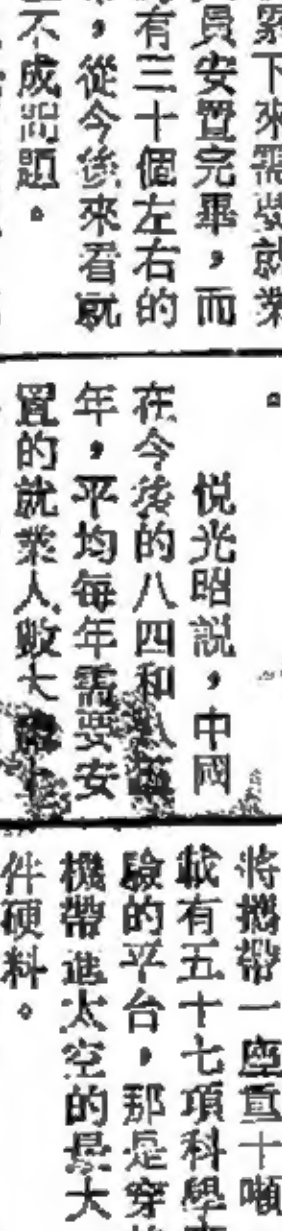 下來需要就業
員安置完畢，而
有三十個左右的
，從今後來看就
不成問題。
。
悦光昭説，中國
在今後的八四和
年，平均每年需要安
置的就業人數大
將攜帶一座重十噸
載有五十七項科學
驗的平台，那是穿
機帶進太空的最大
件硬料。